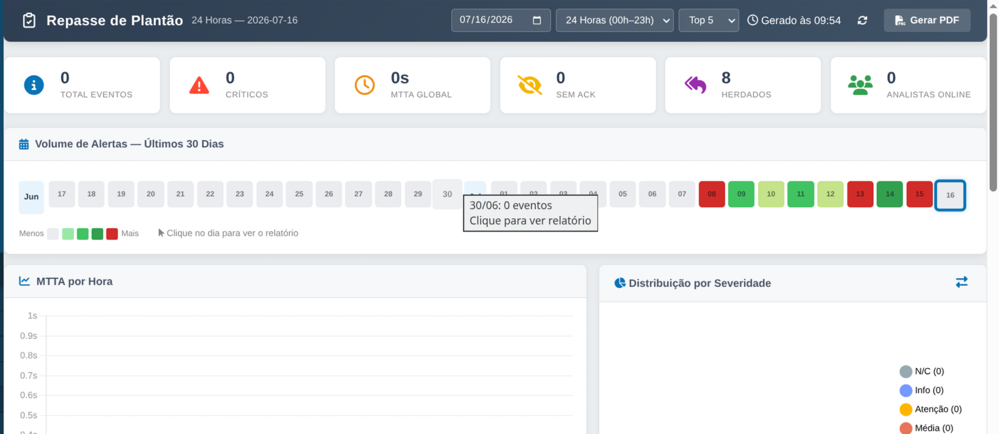 Repasse de Plantão 24 Horas — 2026-07-16 07/16/2026 24 Horas (00h–23h) Top 5 Gerado às 09:54 Gerar PDF
0
TOTAL EVENTOS
0
CRÍTICOS
0s
MTTA GLOBAL
0
SEM ACK
8
HERDADOS
0
ANALISTAS ONLINE
Volume de Alertas — Últimos 30 Dias
Jun 17 18 19 20 21 22 23 24 25 26 27 28 29 30 01 02 03 04 05 06 07 08 09 10 11 12 13 14 15 16
30/06: 0 eventos
Clique para ver relatório
Menos Mais Clique no dia para ver o relatório
MTTA por Hora
1s
0.9s
0.8s
0.7s
0.6s
0.5s
0.4s
Distribuição por Severidade
N/C (0)
Info (0)
Atenção (0)
Média (0)